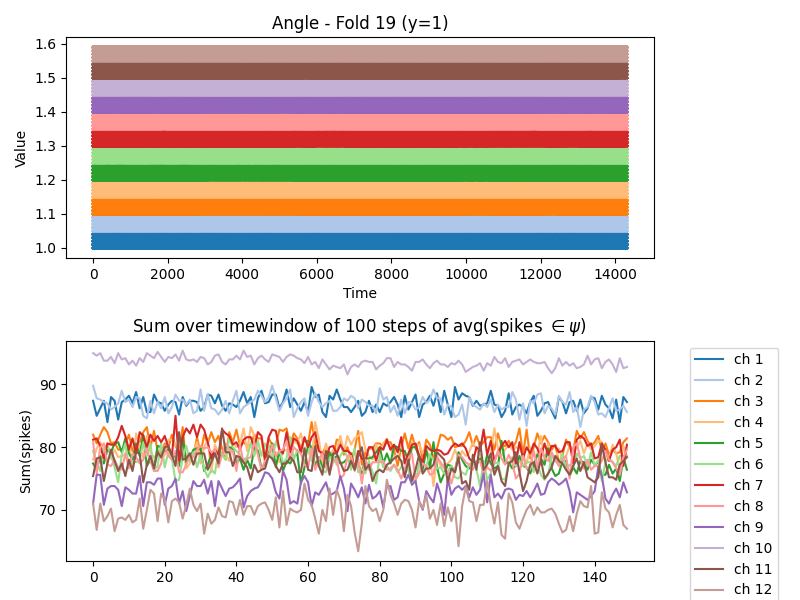 Angle - Fold 19 (y=1)
Value
1.6
1.5
1.4
1.3
1.2
1.1
1.0
0 2000 4000 6000 8000 10000 12000 14000
Time
Sum over timewindow of 100 steps of avg(spikes ∈ψ)
Sum(spikes)
90
80
70
0 20 40 60 80 100 120 140
ch 1
ch 2
ch 3
ch 4
ch 5
ch 6
ch 7
ch 8
ch 9
ch 10
ch 11
ch 12